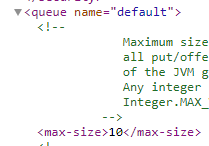 ▼<queue name="default">
<!--
Maximum size
all put/offe
of the JVM g
Any integer
Integer.MAX_
-->
<max-size>10</max-size>